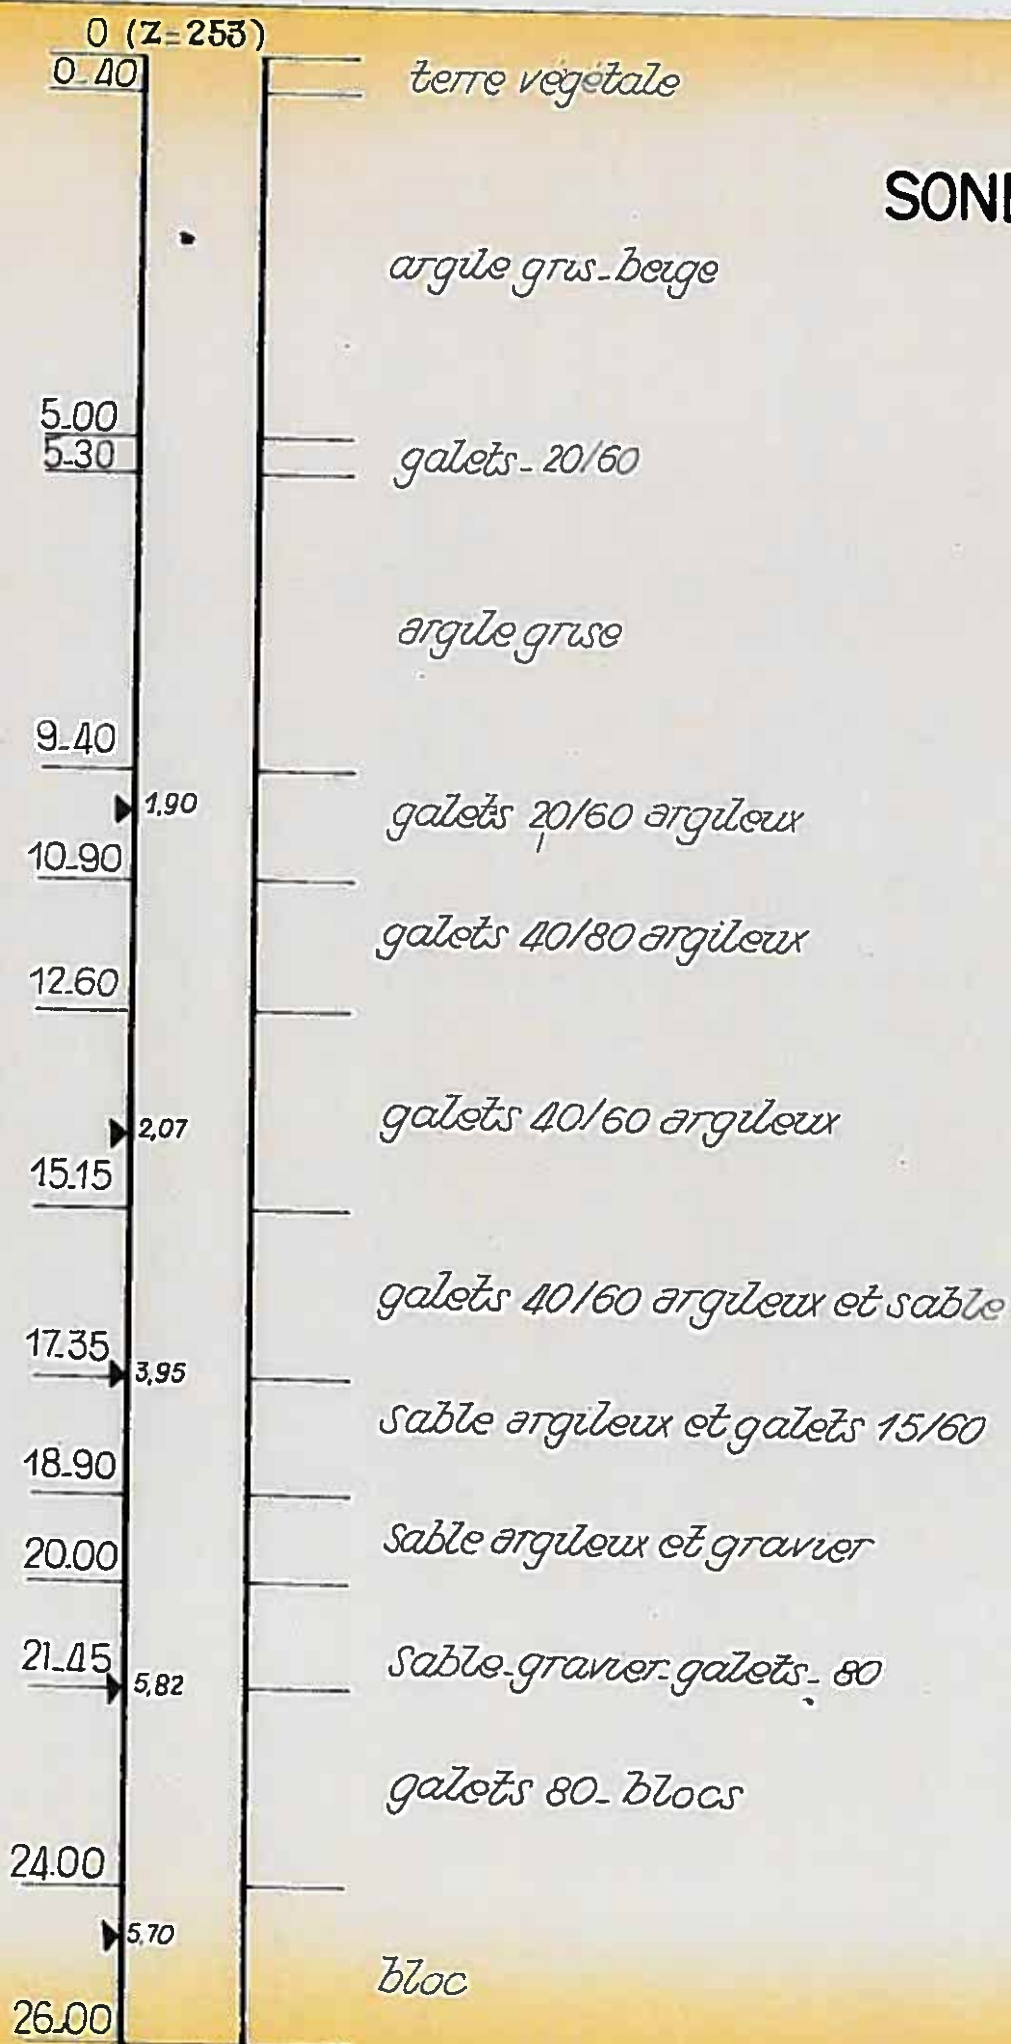 0 (Z=253)
0-40
terre végétale
SON
argile gris-beige
5.00
5-30
galets-20/60
argile grise
9-40
1,90
galets 20/60 argileux
10-90
galets 40/80 argileux
12.60
2,07
galets 40/60 argileux
15.15
galets 40/60 argileux et sable
17.35
3,95
sable argileux et galets 15/60
18-90
sable argileux et gravier
20.00
21-45
5,82
sable-gravier-galets-80
galets 80-blocs
24.00
5,70
bloc
26.00